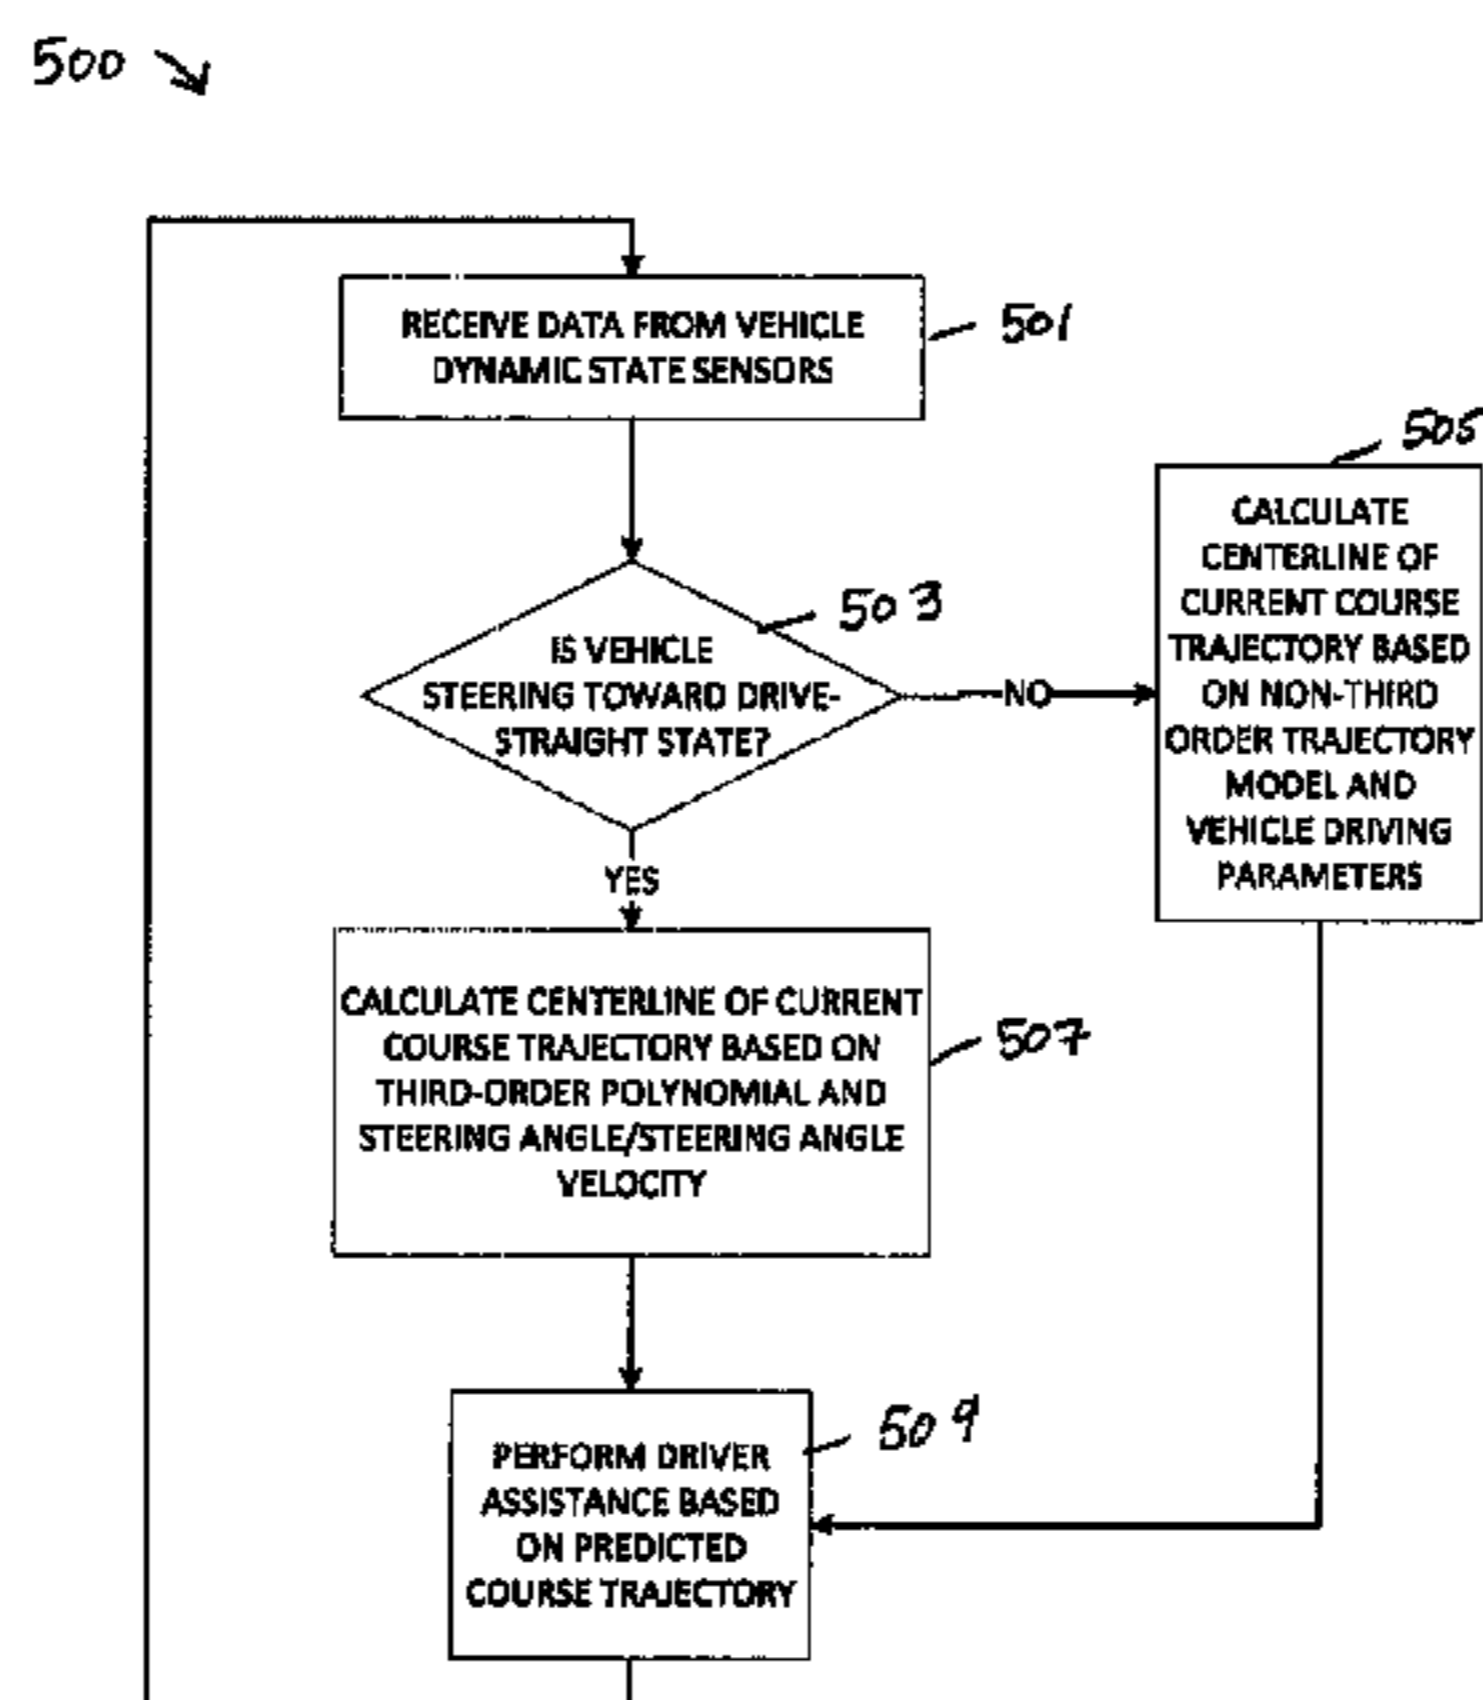 500
RECEIVE DATA FROM VEHICLE
DYNAMIC STATE SENSORS
501
505
CALCULATE
CENTERLINE OF
CURRENT COURSE
TRAJECTORY BASED
ON NON-THIRD
ORDER TRAJECTORY
MODEL AND
VEHICLE DRIVING
PARAMETERS
503
IS VEHICLE
STEERING TOWARD DRIVE-
STRAIGHT STATE?
NO
YES
CALCULATE CENTERLINE OF CURRENT
COURSE TRAJECTORY BASED ON
THIRD-ORDER POLYNOMIAL AND
STEERING ANGLE/STEERING ANGLE
VELOCITY
507
PERFORM DRIVER
ASSISTANCE BASED
ON PREDICTED
COURSE TRAJECTORY
509